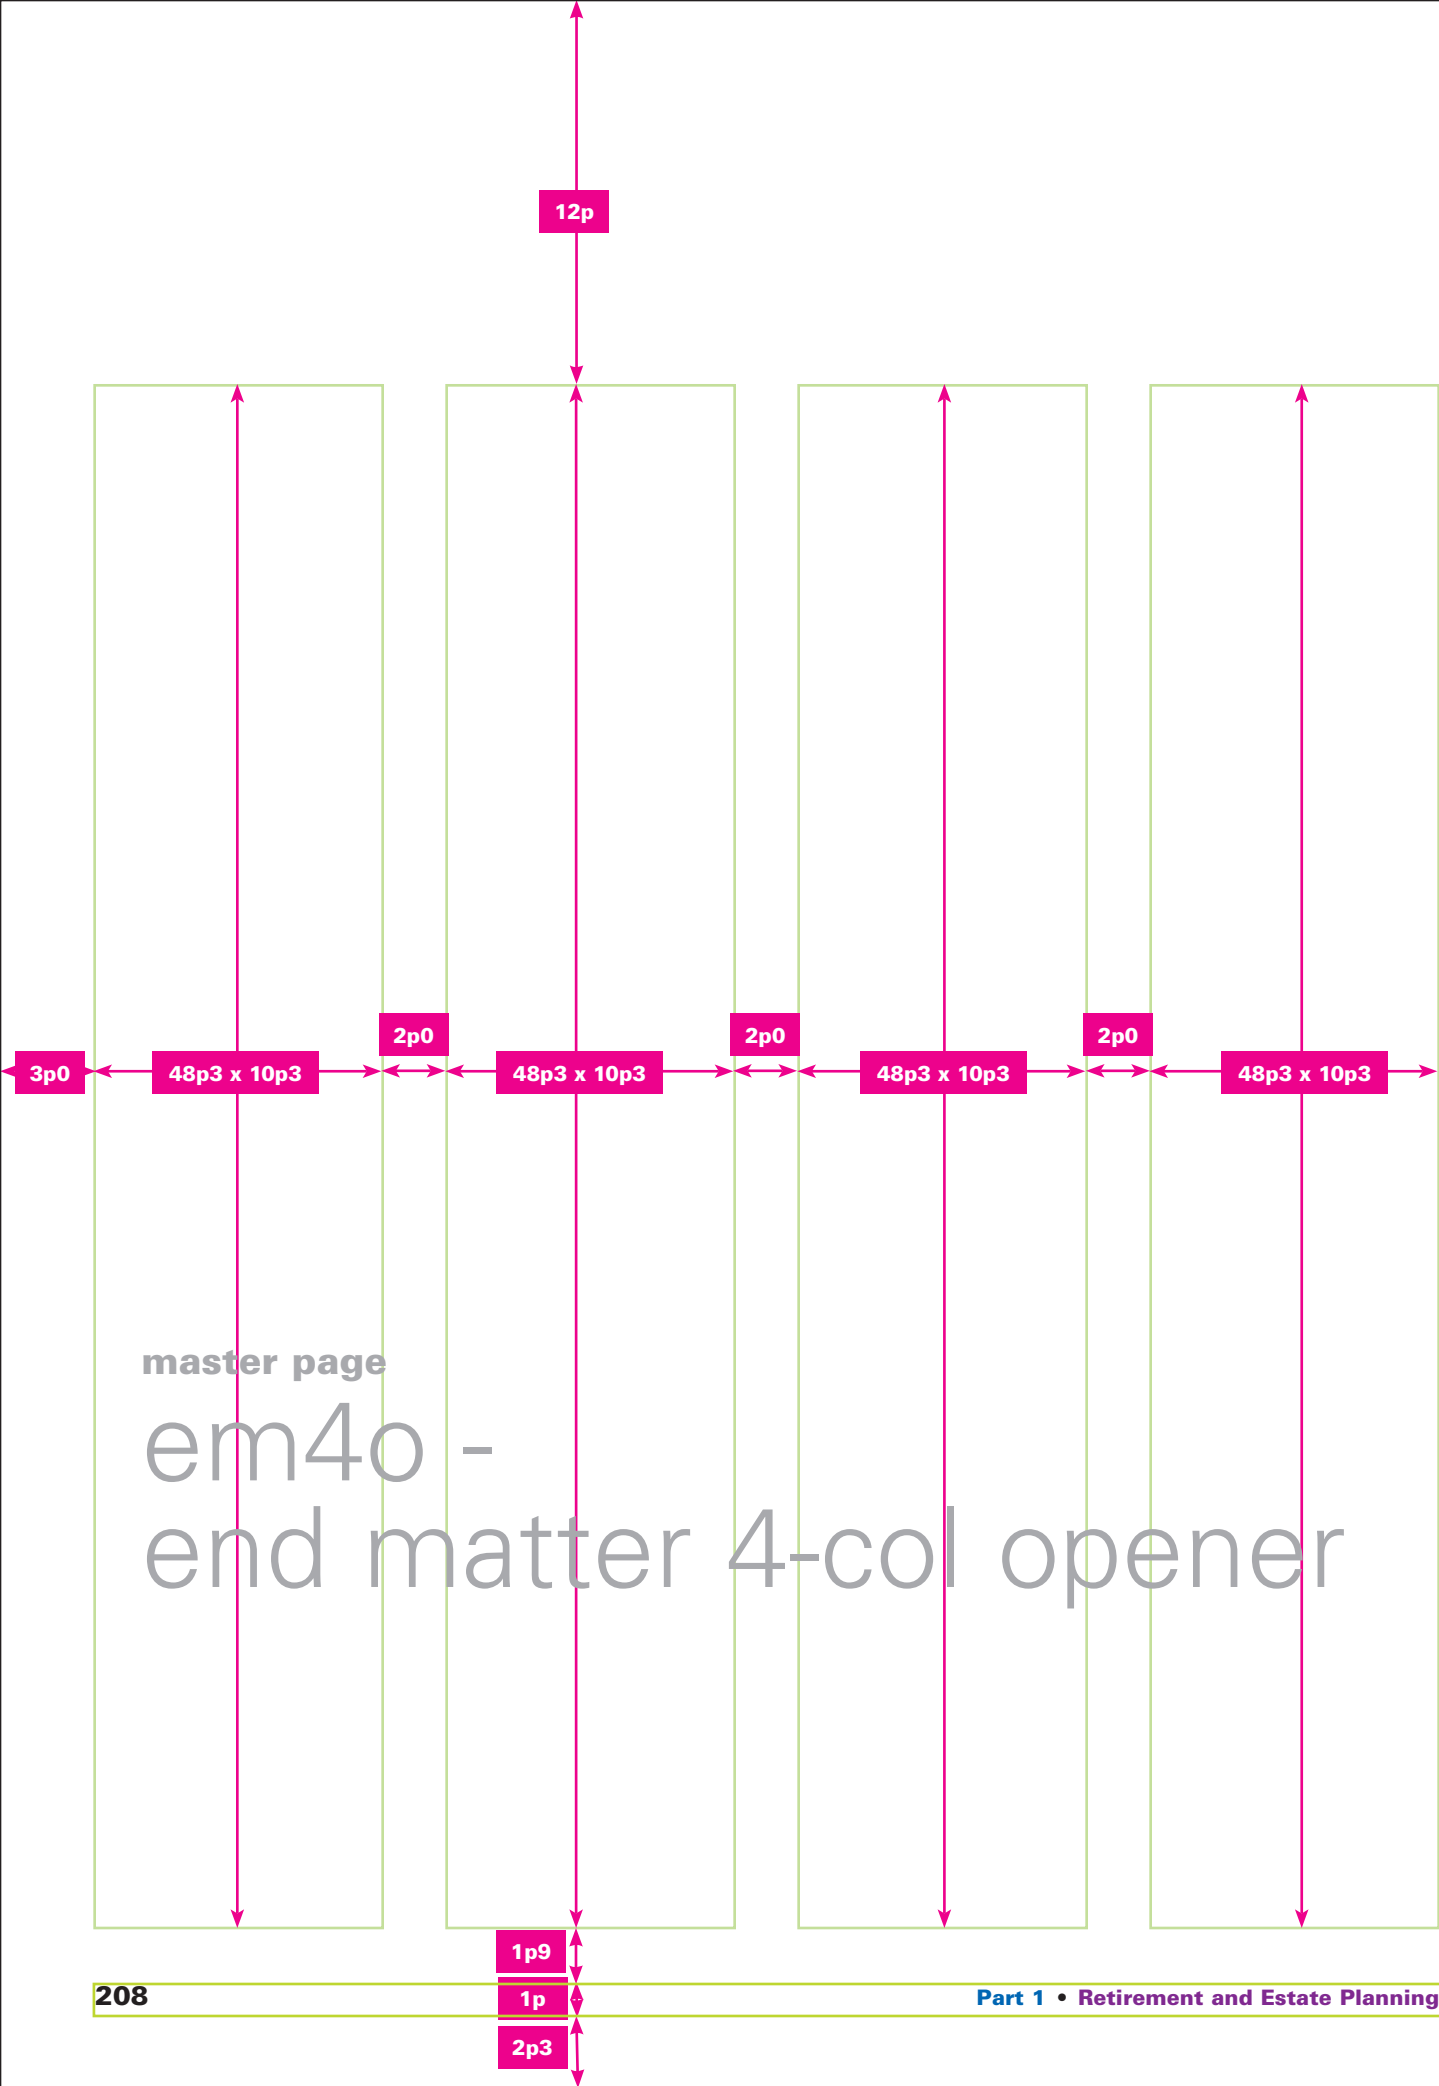 12p
2p0
2p0
2p0
3p0
48p3 x 10p3
48p3 x 10p3
48p3 x 10p3
48p3 x 10p3
master page
em4o -
end matter 4-col opener
1p9
208
1p
Part 1 • Retirement and Estate Planning
2p3